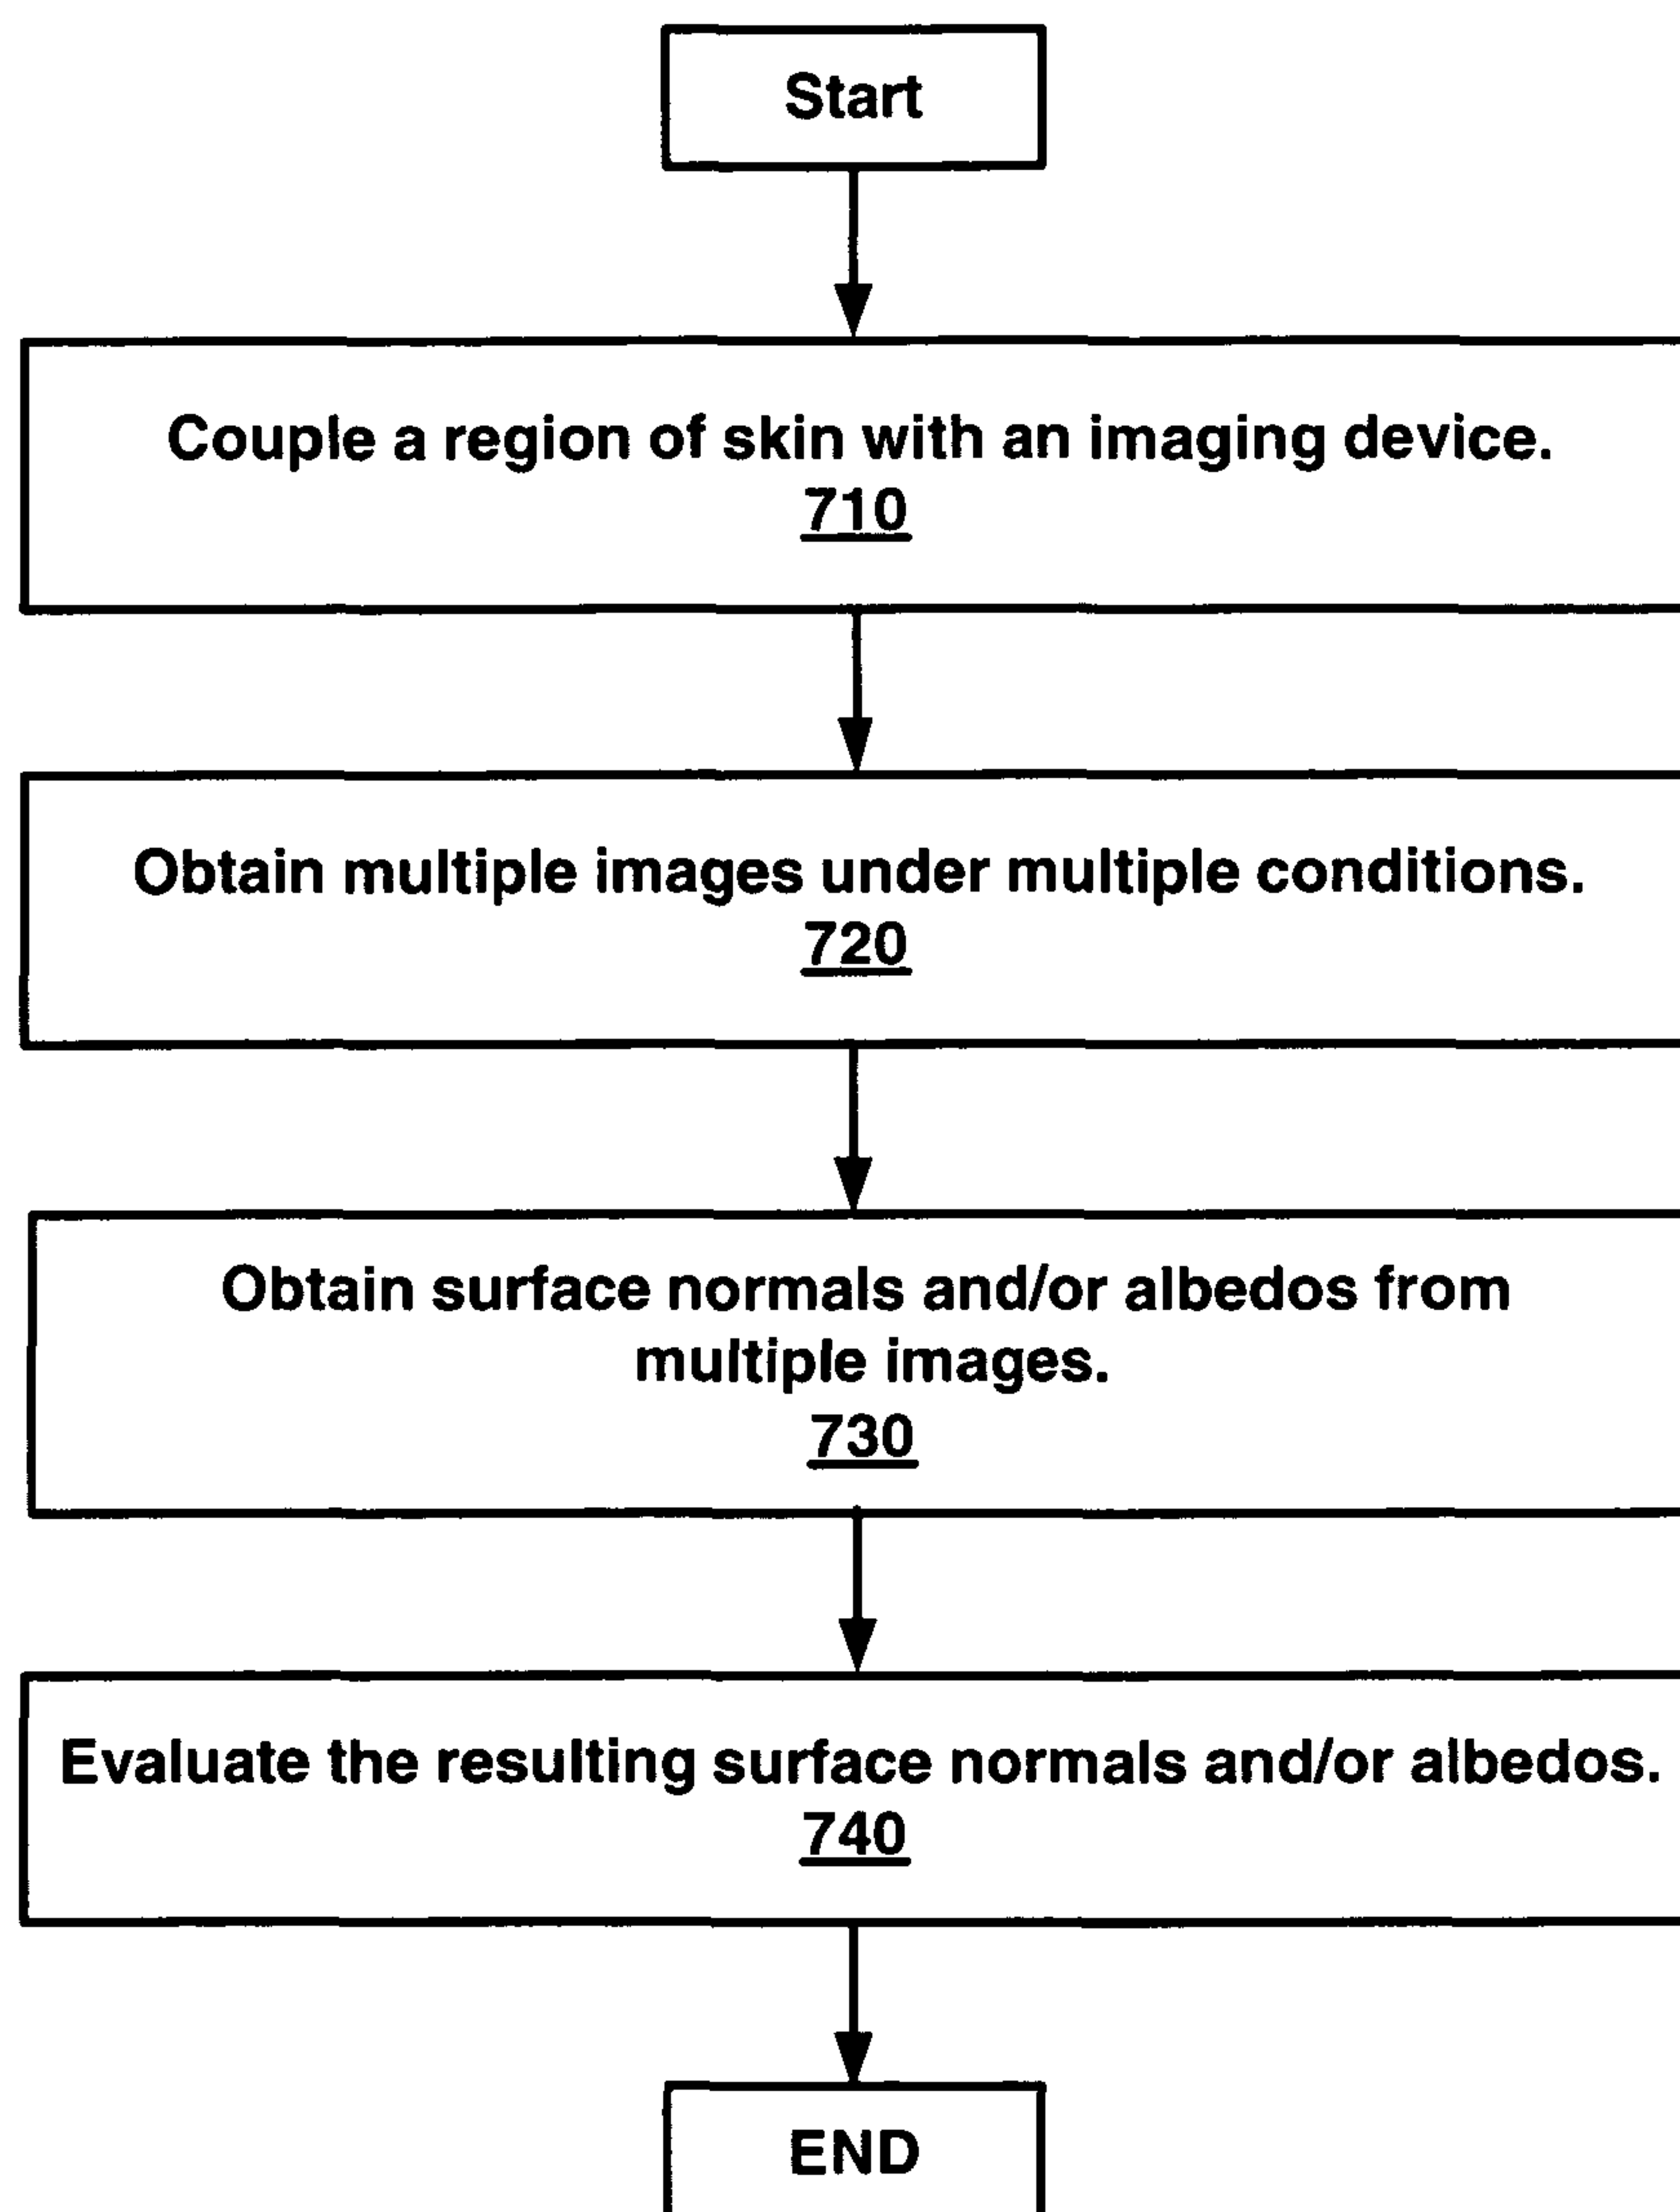 Start
Couple a region of skin with an imaging device.
710
Obtain multiple images under multiple conditions.
720
Obtain surface normals and/or albedos from
multiple images.
730
Evaluate the resulting surface normals and/or albedos.
740
END